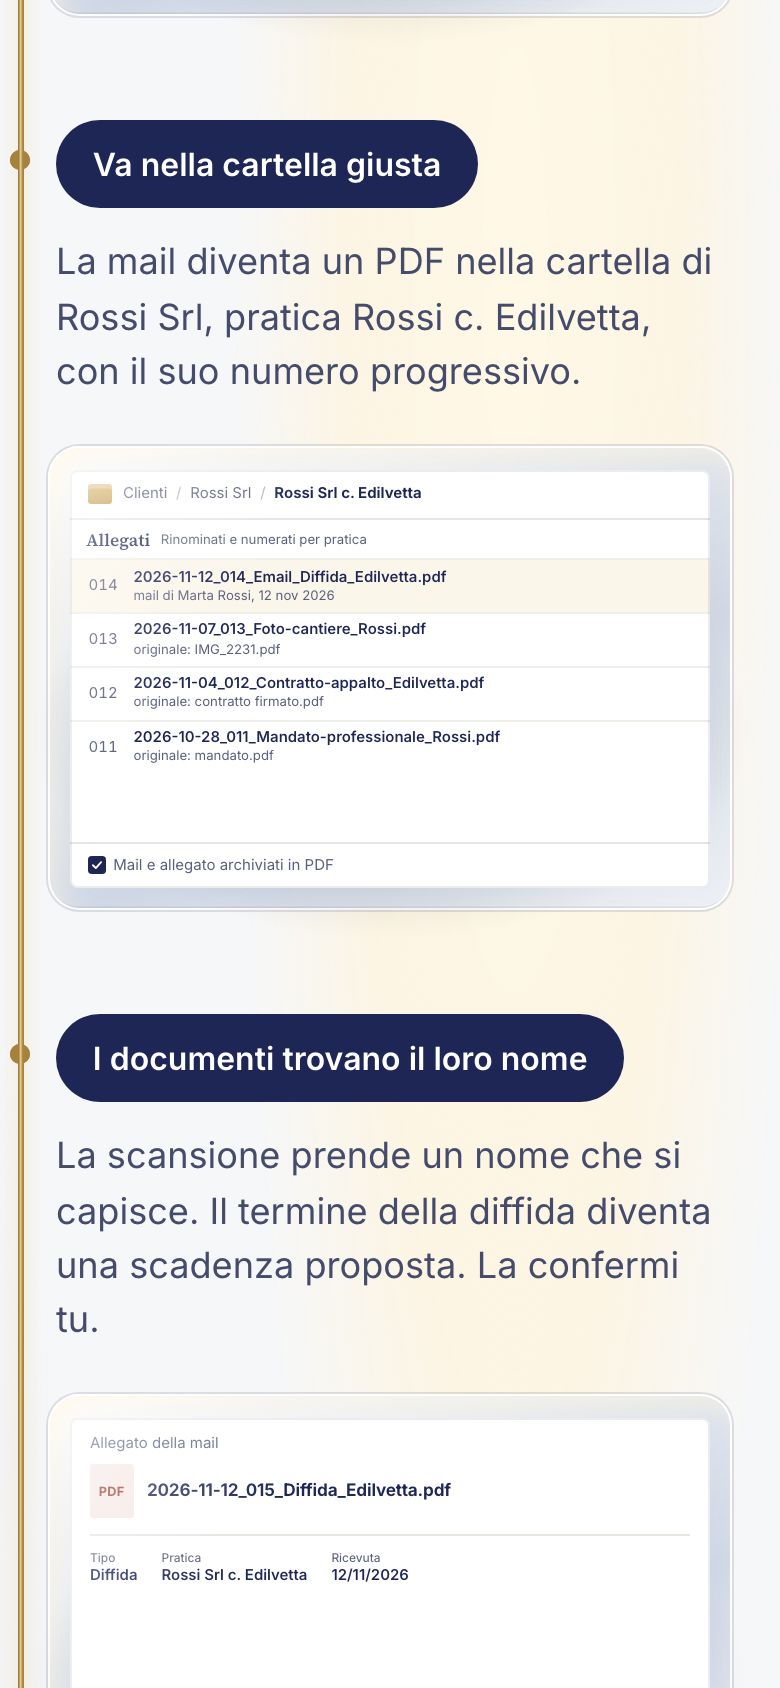 Va nella cartella giusta
La mail diventa un PDF nella cartella di
Rossi Srl, pratica Rossi c. Edilvetta,
con il suo numero progressivo.
Clienti / Rossi Srl / Rossi Srl c. Edilvetta
Allegati Rinominati e numerati per pratica
014 2026-11-12_014_Email_Diffida_Edilvetta.pdf
mail di Marta Rossi, 12 nov 2026
013 2026-11-07_013_Foto-cantiere_Rossi.pdf
originale: IMG_2231.pdf
012 2026-11-04_012_Contratto-appalto_Edilvetta.pdf
originale: contratto firmato.pdf
011 2026-10-28_011_Mandato-professionale_Rossi.pdf
originale: mandato.pdf
Mail e allegato archiviati in PDF
I documenti trovano il loro nome
La scansione prende un nome che si
capisce. Il termine della diffida diventa
una scadenza proposta. La confermi
tu.
Allegato della mail
PDF 2026-11-12_015_Diffida_Edilvetta.pdf
Tipo Pratica Ricevuta
Diffida Rossi Srl c. Edilvetta 12/11/2026